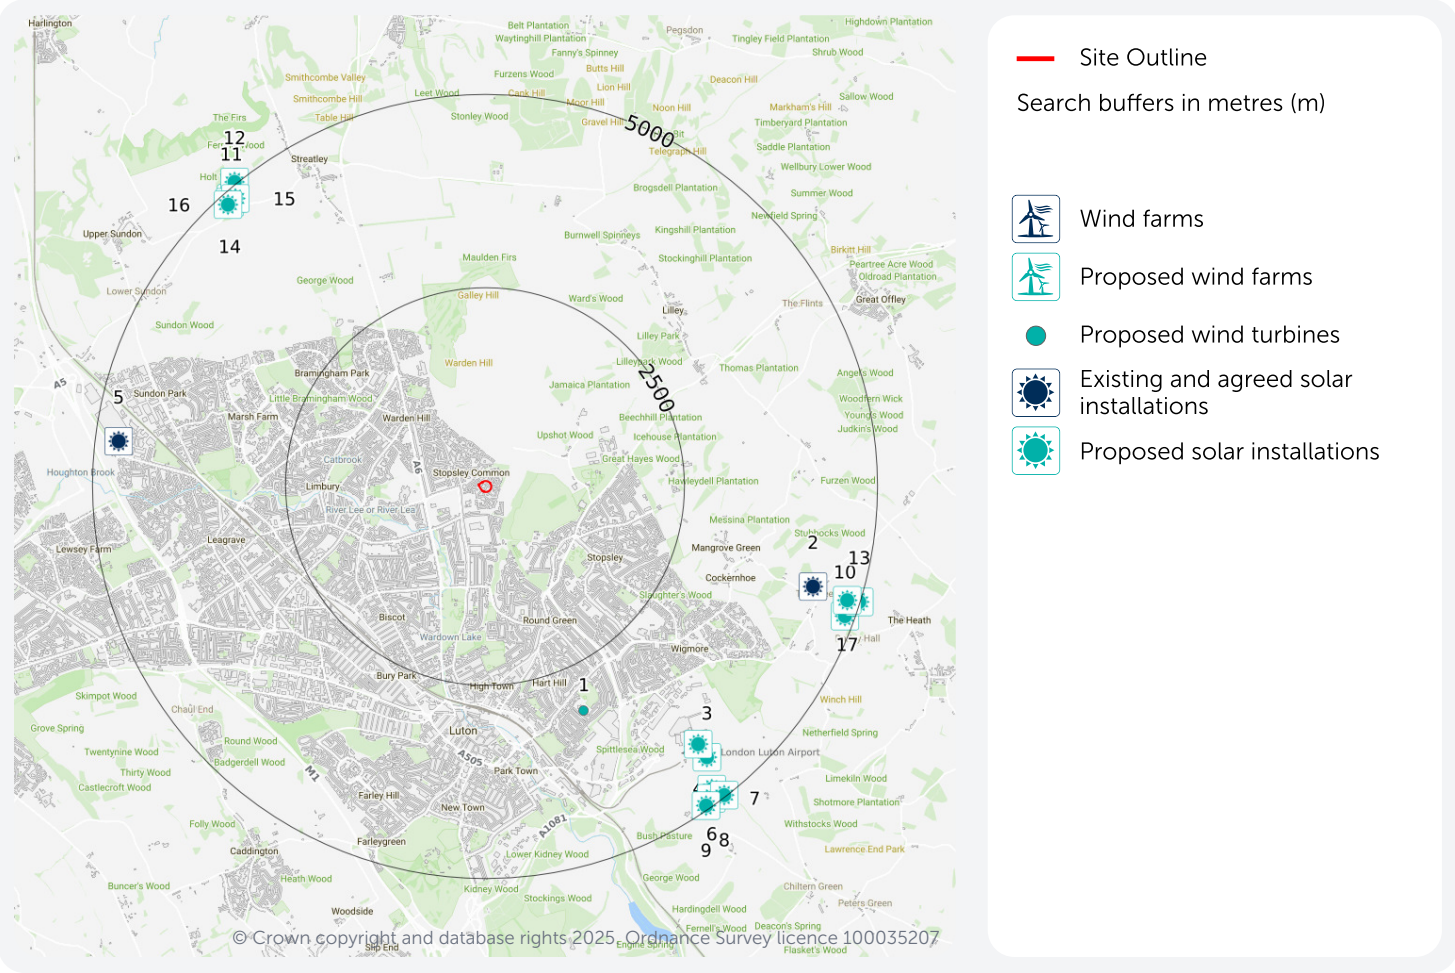 Harlington
Belt Plantation
Waytinghill Plantation
Pegsdon
Highdown Plantation
Tingley Field Plantation
Fanny's Spinney
Shrub Wood
Butts Hill
Furzens Wood
Smithcombe Valley
Deacon Hill
Lion Hill
Leet Wood
Cank Hill
Sallow Wood
Smithcombe Hill
Moor Hill
Noon Hill
Markham's Hill
Table Hill
Stonley Wood
Gravel Hill
Timberyard Plantation
The Firs
5000
12
Saddle Plantation
11
Streatley
Telegraph Hill
Wellbury Lower Wood
Holt
Brogsdell Plantation
Summer Wood
15
16
Newfield Spring
Upper Sundon
Burnwell Spinneys
Kingshill Plantation
14
Birkitt Hill
Maulden Firs
Stockinghill Plantation
Peartree Acre Wood
George Wood
Oldroad Plantation
Lower Sundon
Galley Hill
Ward's Wood
The Flints
Great Offley
Lilley
Sundon Wood
Lilley Park
Warden Hill
Lilleypark Wood
Thomas Plantation
Bramingham Park
Angel's Wood
A5
5
Sundon Park
Jamaica Plantation
2500
Little Bramingham Wood
Woodfern Wick
Marsh Farm
Warden Hill
Beechhill Plantation
Young's Wood
Judkin's Wood
Upshot Wood
Icehouse Plantation
Catbrook
Great Hayes Wood
A6
Houghton Brook
Stopsley Common
Limbury
Hawleydell Plantation
Furzen Wood
River Lee or River Lea
Messina Plantation
Stubbocks Wood
Leagrave
2
Lewsey Farm
Mangrove Green
Stopsley
13
10
Cockernhoe
Slaughter's Wood
Biscot
Round Green
The Heath
Wardown Lake
Hall
17
Wigmore
Bury Park
High Town
Hart Hill
1
Skimpot Wood
Winch Hill
Chaul End
3
Grove Spring
Luton
Netherfield Spring
Round Wood
Twentynine Wood
Spittlesea Wood
London Luton Airport
Badgerdell Wood
A505
Thirty Wood
M1
Park Town
Limekiln Wood
Castlecroft Wood
Farley Hill
7
New Town
Shotmore Plantation
Folly Wood
A1081
Withstocks Wood
6
8
Bush Pasture
Farleygreen
9
Caddington
Lower Kidney Wood
Lawrence End Park
Heath Wood
George Wood
Buncer's Wood
Kidney Wood
Chiltern Green
Stockings Wood
Peters Green
Woodside
Hardingdell Wood
Fernell's Wood
Deacon's Spring
© Crown copyright and database rights 2025. Ordnance Survey licence 100035207
Slip End
Engine Spring
Flasket's Wood
Site Outline
Search buffers in metres (m)
Wind farms
Proposed wind farms
Proposed wind turbines
Existing and agreed solar
installations
Proposed solar installations